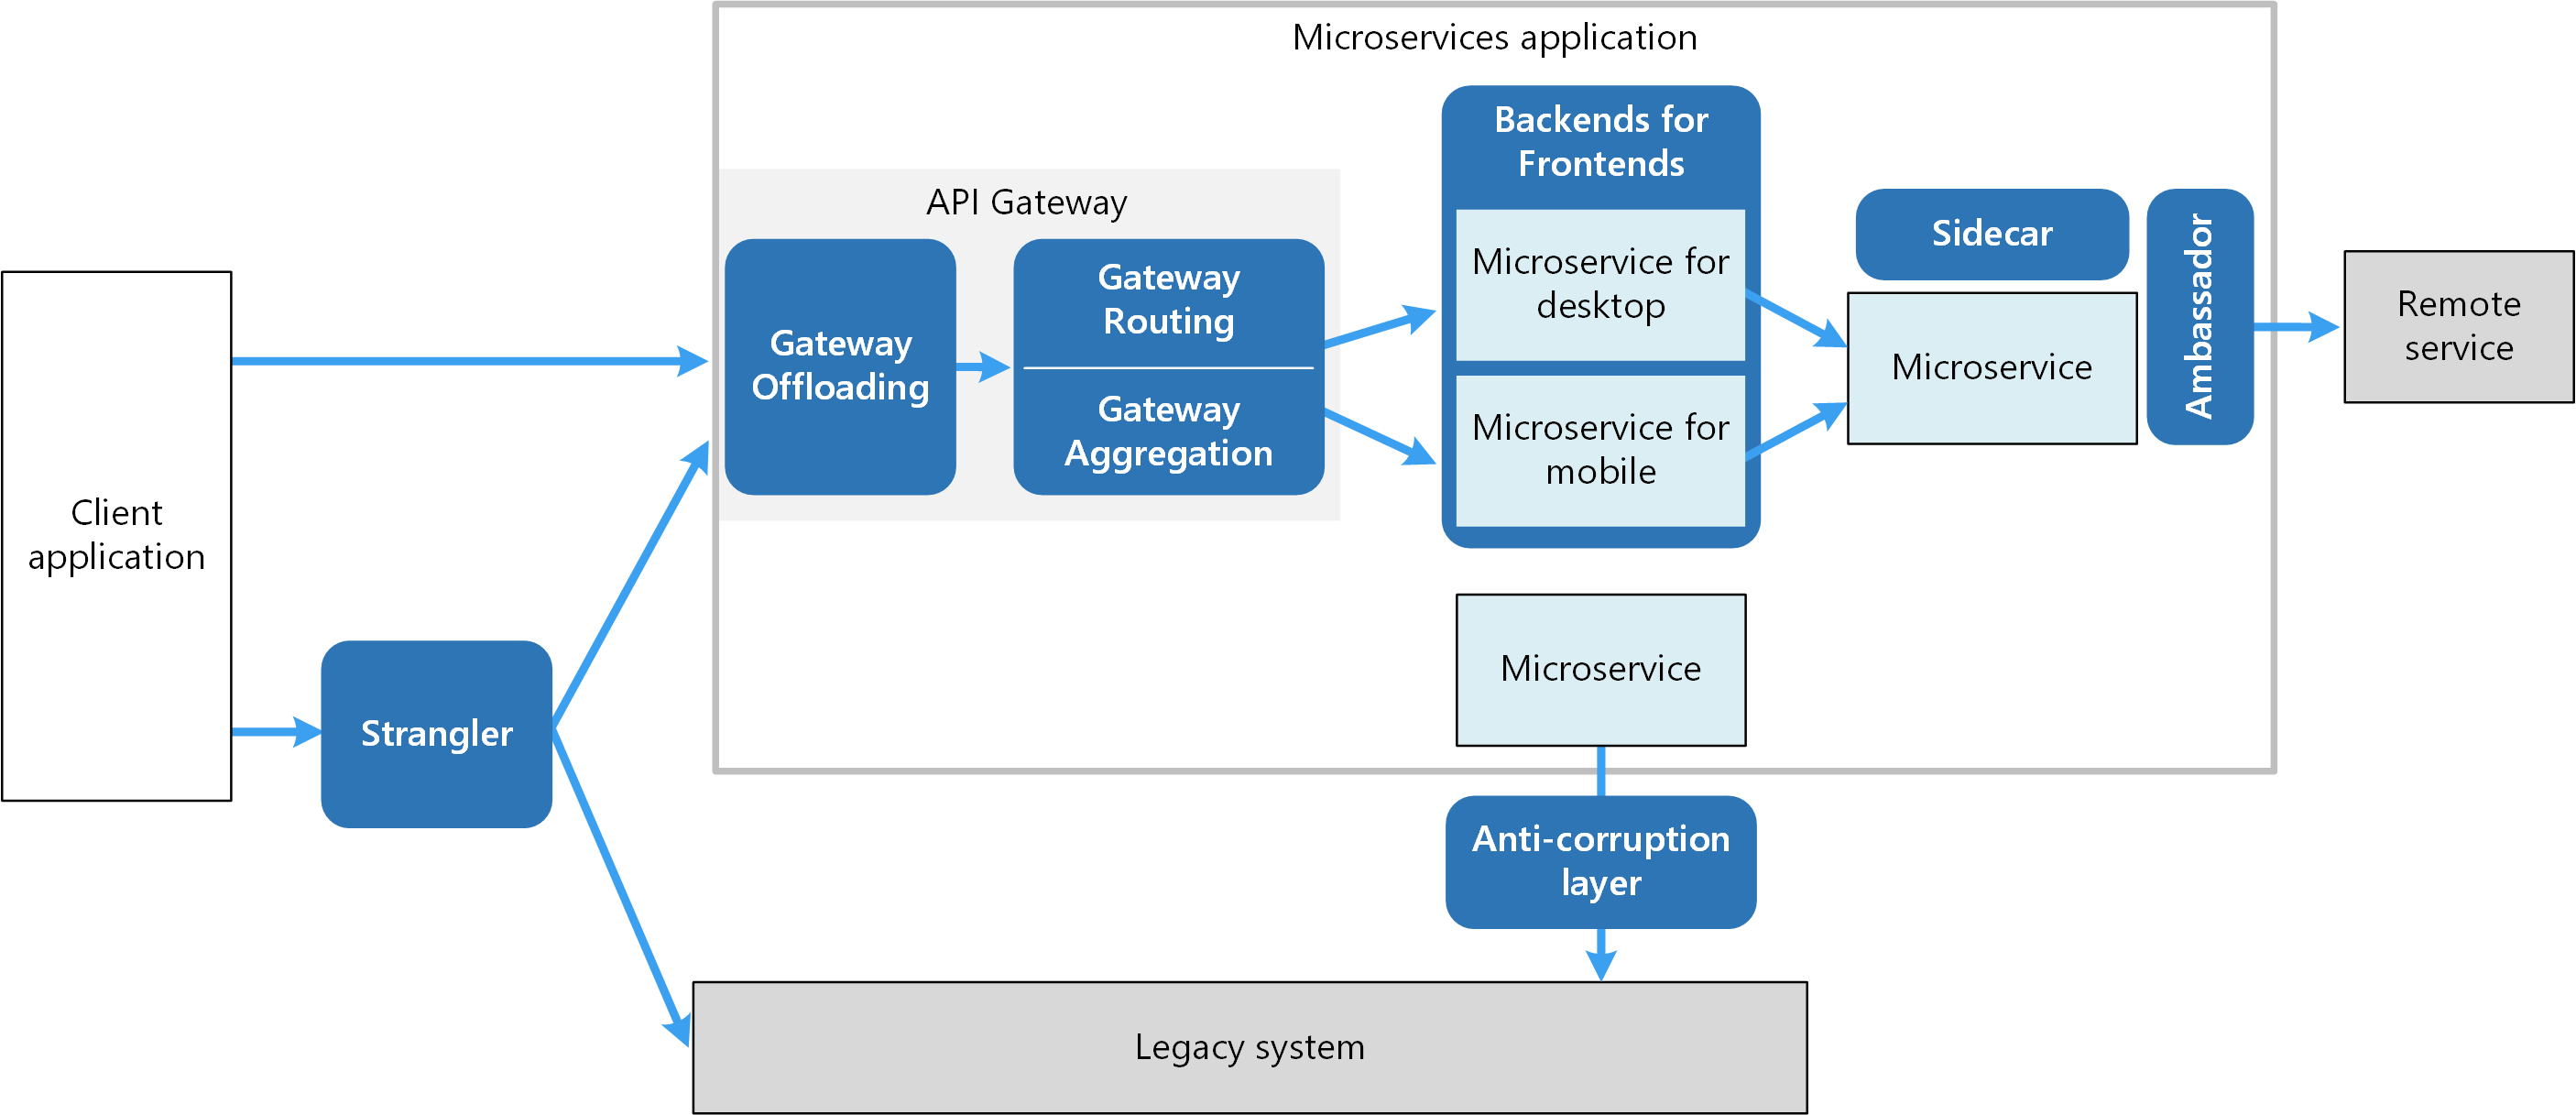 Microservices application
API Gateway
Backends for
Frontends
Microservice for
desktop
Microservice for
mobile
Sidecar
Microservice
Ambassador
Remote
service
Gateway
Offloading
Gateway
Routing
Gateway
Aggregation
Client
application
Strangler
Microservice
Anti-corruption
layer
Legacy system